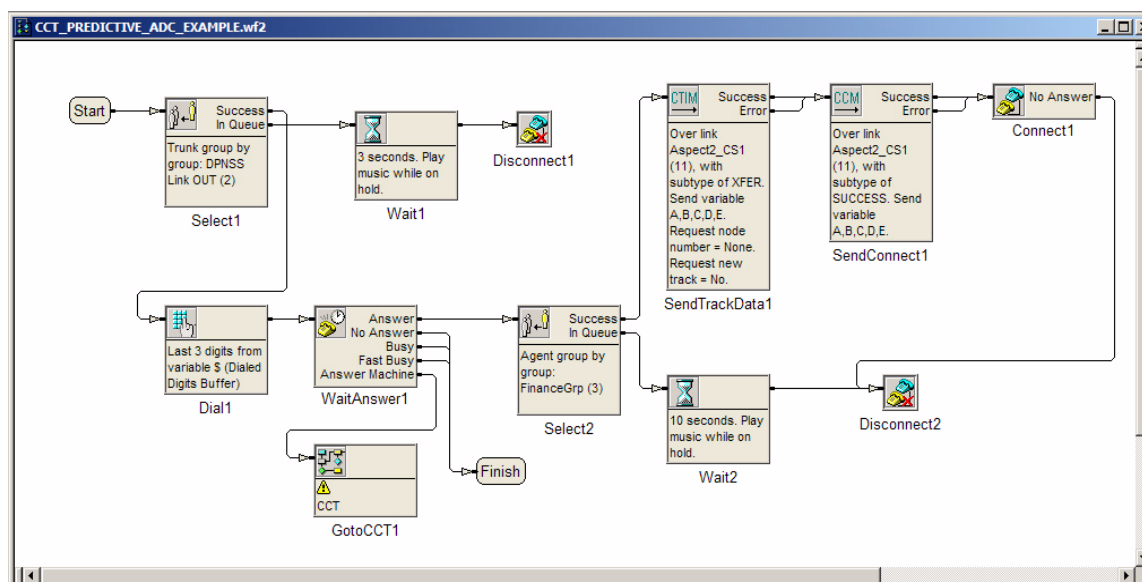 CCT_PREDICTIVE_ADC_EXAMPLE.wf2
Start
Success
In Queue
Trunk group by
group: DPNSS
Link OUT (2)
Select1
3 seconds. Play
music while on
hold.
Wait1
Disconnect1
CTIM
Success
Error
Over link
Aspect2_CS1
(11), with
subtype of XFER.
Send variable
A,B,C,D,E.
Request node
number = None.
Request new
track = No.
SendTrackData1
CCM
Success
Error
Over link
Aspect2_CS1
(11), with
subtype of
SUCCESS. Send
variable
A,B,C,D,E.
SendConnect1
No Answer
Connect1
Last 3 digits from
variable $ (Dialed
Digits Buffer)
Dial1
Answer
No Answer
Busy
Fast Busy
Answer Machine
WaitAnswer1
Success
In Queue
Agent group by
group:
FinanceGrp (3)
Select2
10 seconds. Play
music while on
hold.
Wait2
Disconnect2
CCT
GotoCCT1
Finish